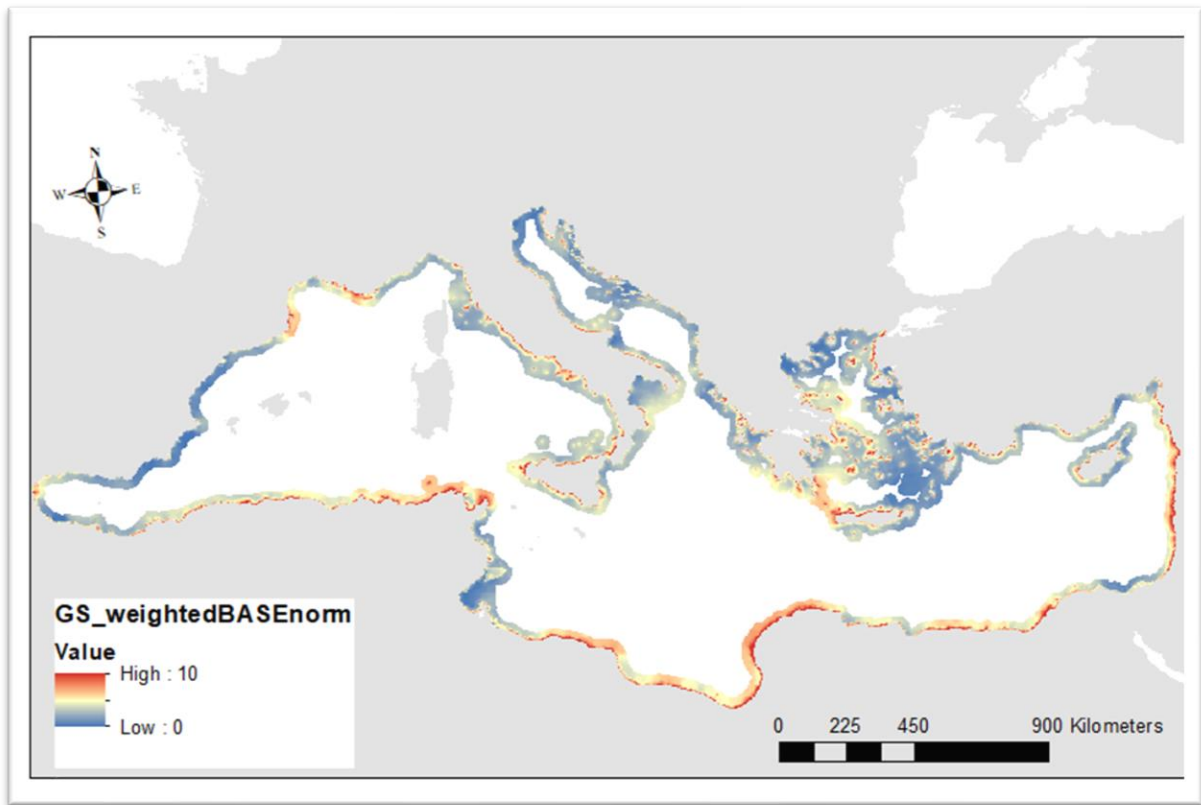 N
W E
S
GS_weightedBASEnorm
Value
High : 10
Low : 0
0 225 450 900 Kilometers